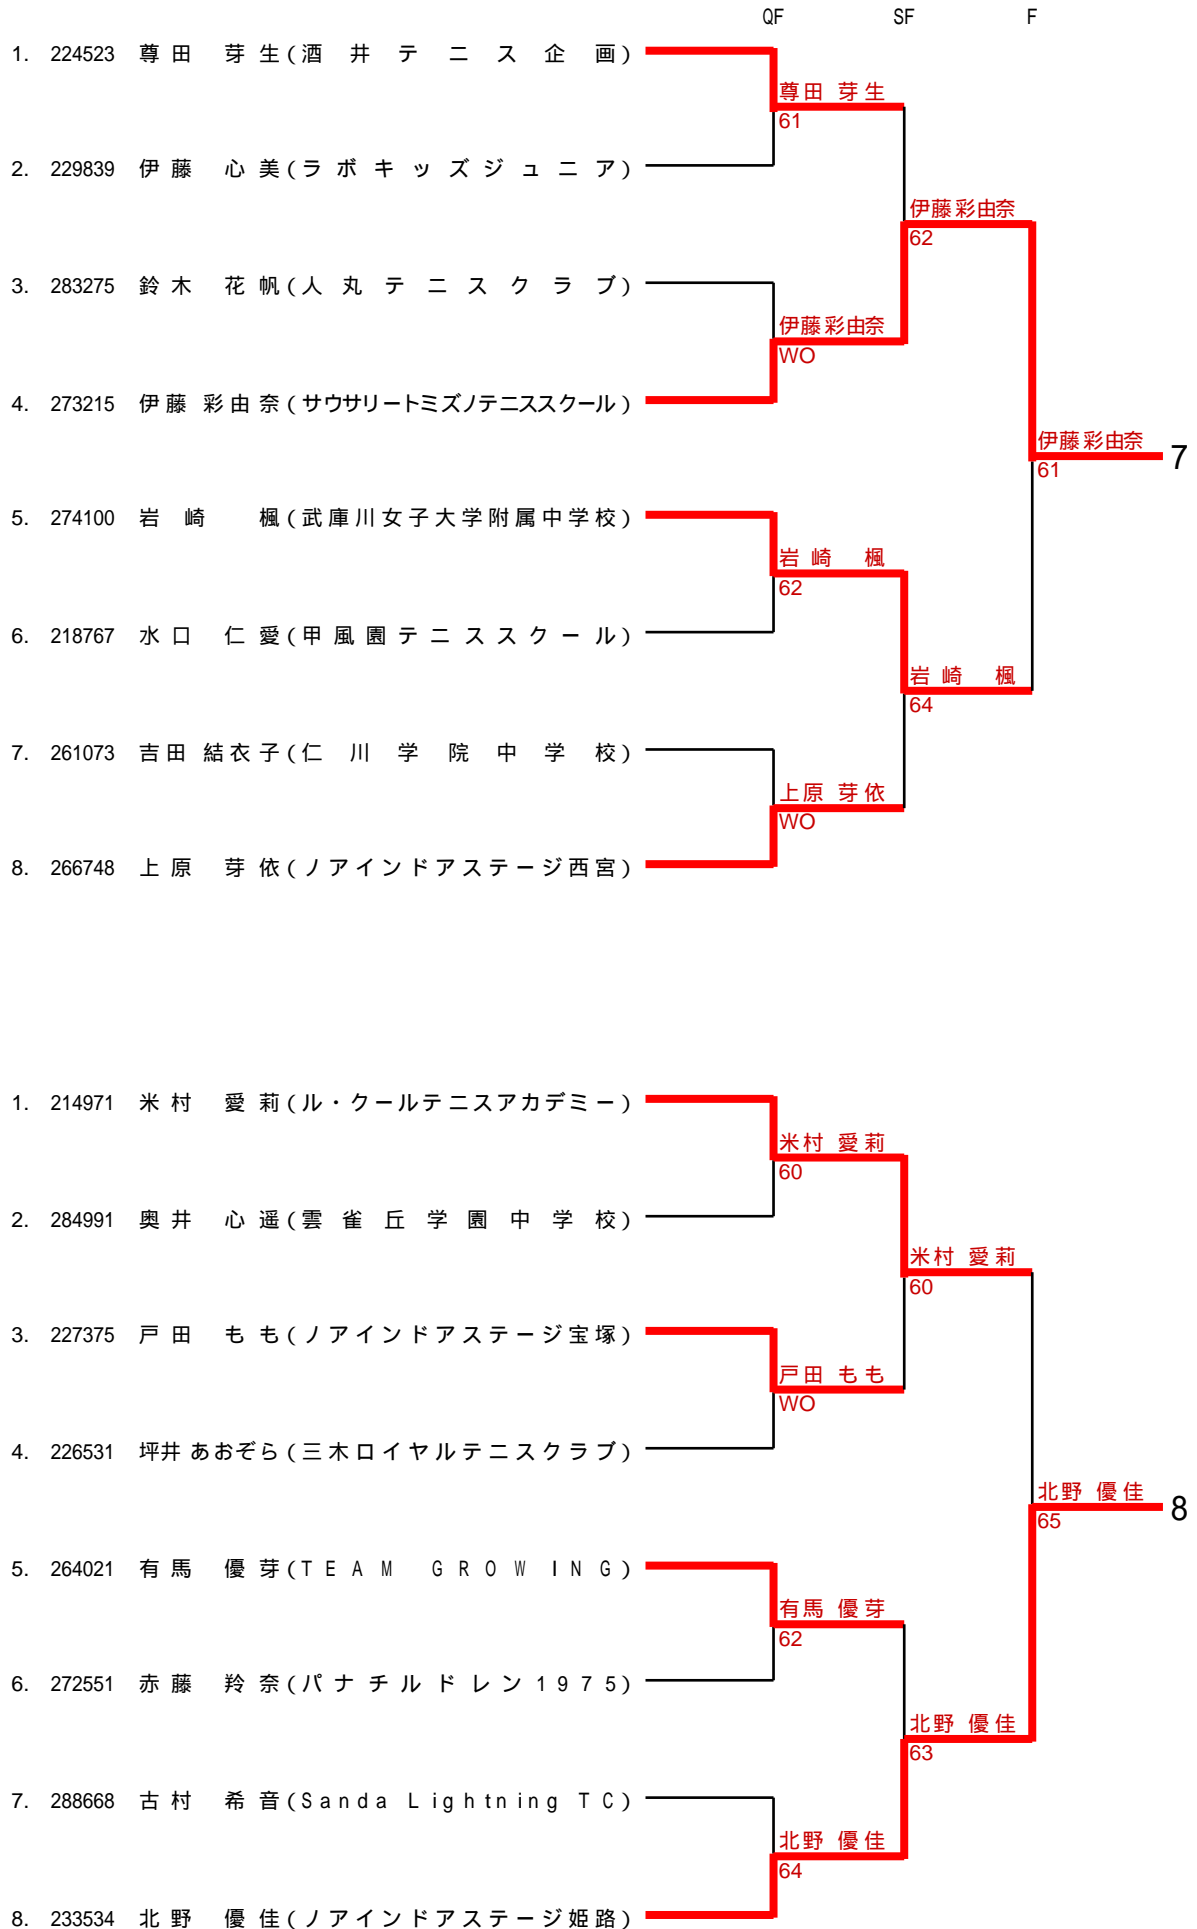 QF SF F
1. 224523 尊田 芽生(酒井テニス企画)
尊田 芽生
61
2. 229839 伊藤 心美(ラボキッズジュニア)
伊藤 彩由奈
62
3. 283275 鈴木 花帆(人丸テニスクラブ)
伊藤 彩由奈
WO
4. 273215 伊藤 彩由奈(サウサリートミズノテニススクール)
伊藤 彩由奈
7
61
5. 274100 岩崎 楓(武庫川女子大学附属中学校)
岩崎 楓
62
6. 218767 水口 仁愛(甲風園テニススクール)
岩崎 楓
64
7. 261073 吉田 結衣子(仁川学院中学校)
上原 芽依
WO
8. 266748 上原 芽依(ノアインドアステージ西宮)
1. 214971 米村 愛莉(ル・クールテニスアカデミー)
米村 愛莉
60
2. 284991 奥井 心遥(雲雀丘学園中学校)
米村 愛莉
60
3. 227375 戸田 もも(ノアインドアステージ宝塚)
戸田 もも
WO
4. 226531 坪井 あおぞら(三木ロイヤルテニスクラブ)
北野 優佳
8
65
5. 264021 有馬 優芽(TEAM GROWING)
有馬 優芽
62
6. 272551 赤藤 羚奈(パナチルドレン1975)
北野 優佳
63
7. 288668 古村 希音(Sanda Lightning TC)
北野 優佳
64
8. 233534 北野 優佳(ノアインドアステージ姫路)